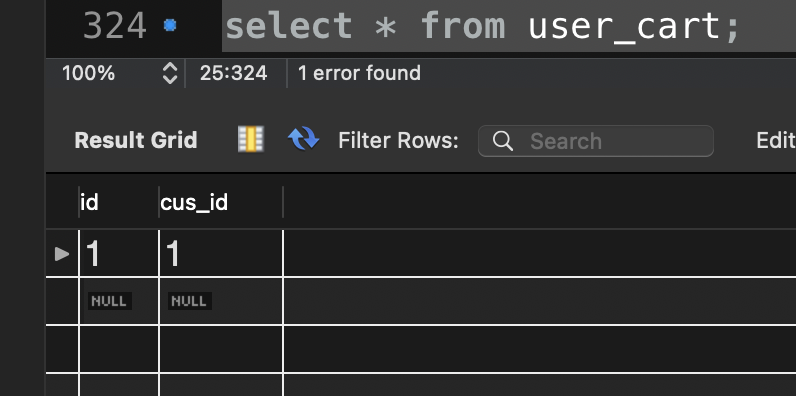 324 select * from user_cart;
100% 25:324 1 error found
Result Grid Filter Rows: Search Edit
id cus_id
1 1
NULL NULL